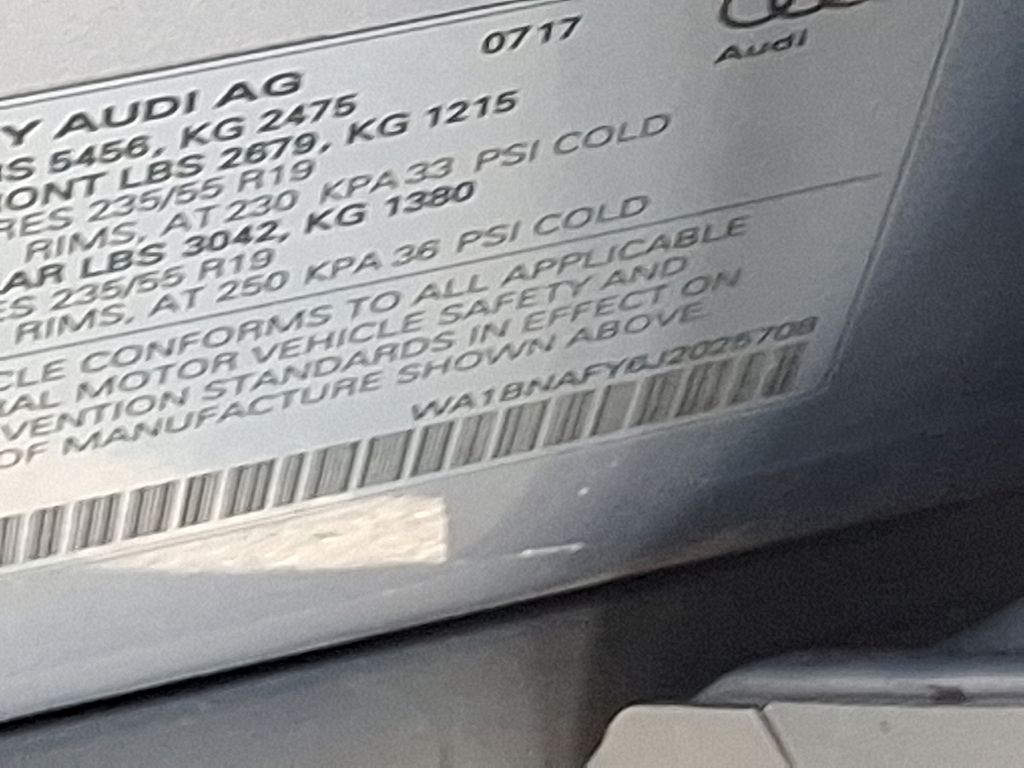 0717
Audi
Y AUDI AG
BS 5456, KG 2475
ONT LBS 2679, KG 1215
RES 235/55 R19
RIMS, AT 230 KPA 33 PSI COLD
AR LBS 3042, KG 1380
ES 235/55 R19
RIMS, AT 250 KPA 36 PSI COLD
CLE CONFORMS TO ALL APPLICABLE
RAL MOTOR VEHICLE SAFETY AND
VENTION STANDARDS IN EFFECT ON
OF MANUFACTURE SHOWN ABOVE
WA1BNAFY6J2025708